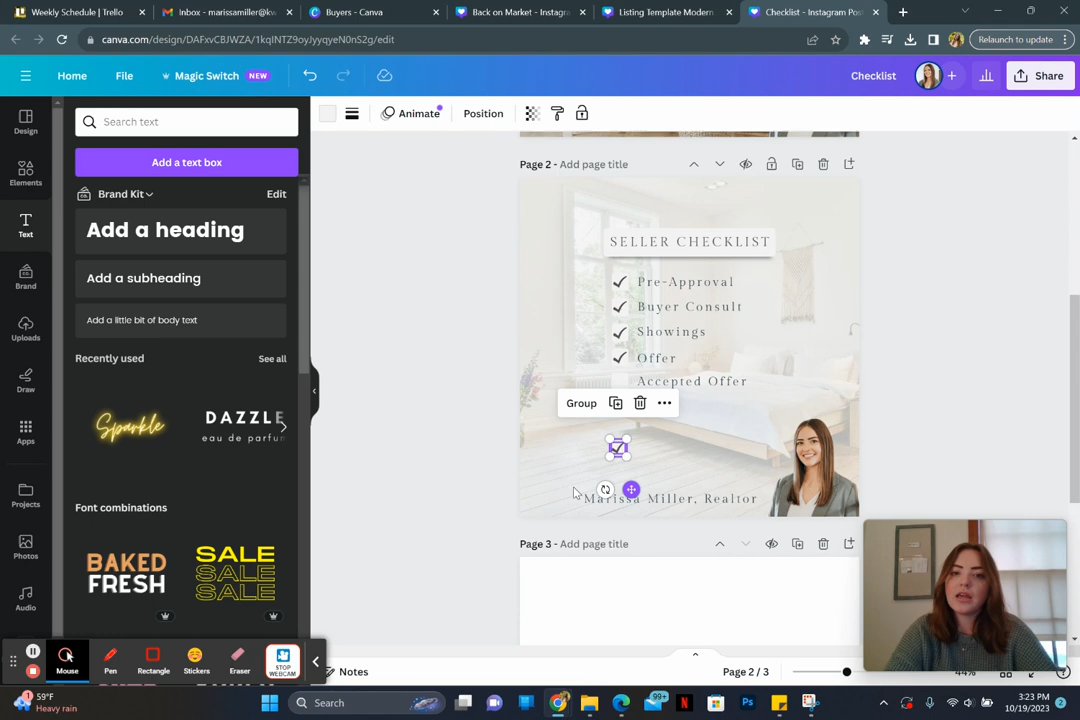 Weekly Schedule | Trello
Inbox - marissamiller@kw
Buyers - Canva
Back on Market - Instagra
Listing Template Modern
Checklist - Instagram Pos
canva.com/design/DAFxvCBJWZA/1kqINTZ9oyJyyqyeN0nS2g/edit
Relaunch to update
Home
File
Magic Switch NEW
Checklist
Share
Animate
Position
Design
Elements
Text
Brand
Uploads
Draw
Apps
Projects
Photos
Audio
Search text
Add a text box
Brand Kit
Edit
Add a heading
Add a subheading
Add a little bit of body text
Recently used
See all
Sparkle
DAZZLE
eau de parfum
Font combinations
BAKED
FRESH
SALE
SALE
SALE
Page 2 - Add page title
SELLER CHECKLIST
Pre-Approval
Buyer Consult
Showings
Offer
Accepted Offer
Group
Marissa Miller, Realtor
Page 3 - Add page title
Mouse
Pen
Rectangle
Stickers
Eraser
STOP
WEBCAM
Notes
Page 2 / 3
44%
59°F
Heavy rain
Search
99+
Ps
3:23 PM
10/19/2023